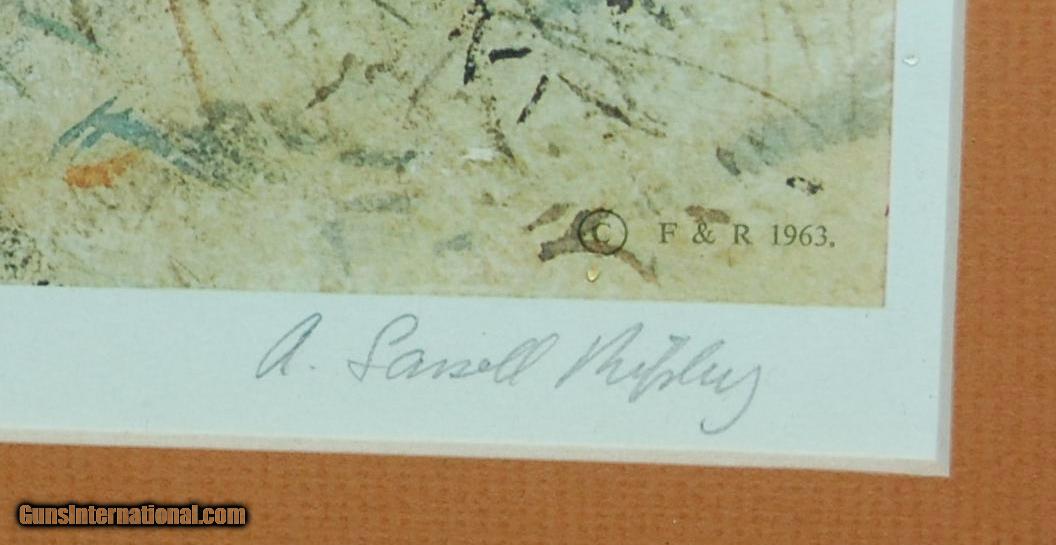 © F & R 1963.
A. Lassell Ripley
GunsInternational.com